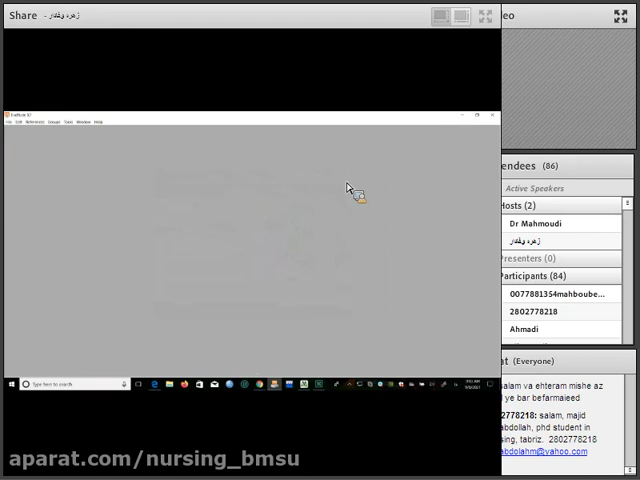 Share
زهره وفادار -
eo
EndNote X7
File Edit References Groups Tools Window Help
endees (86)
Active Speakers
Hosts (2)
Dr Mahmoudi
زهره وفادار
Presenters (0)
Participants (84)
0077881354mahboube...
2802778218
Ahmadi
at (Everyone)
salam va ehteram mishe az
ye bar befarmaieed
2778218: salam, majid
abdollah, phd student in
sing, tabriz. 2802778218
abdolahm@yahoo.com
Type here to search
aparat.com/nursing_bmsu